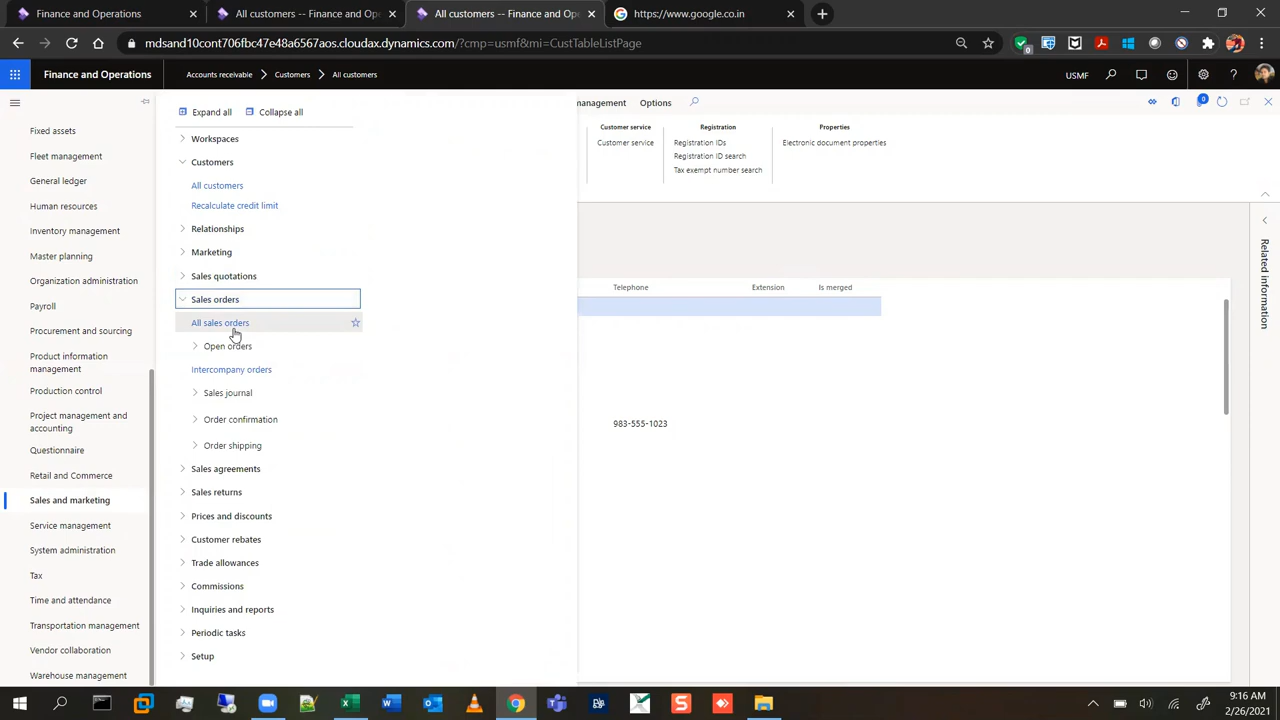 All customers -- Finance and Ope
All customers -- Finance and Ope
All customers -- Finance and Ope
https://www.google.co.in
mdsand10cont706fbc47e48a6567aos.cloudax.dynamics.com/?cmp=usmf&mi=CustTableListPage
Finance and Operations
Accounts receivable
Customers
All customers
USMF
Expand all
Collapse all
nanagement
Options
0
Customer service
Customer service
Registration
Registration IDs
Registration ID search
Tax exempt number search
Properties
Electronic document properties
Fixed assets
Fleet management
General ledger
Human resources
Inventory management
Master planning
Organization administration
Payroll
Procurement and sourcing
Product information
management
Production control
Project management and
accounting
Questionnaire
Retail and Commerce
Sales and marketing
Service management
System administration
Tax
Time and attendance
Transportation management
Vendor collaboration
Warehouse management
Workspaces
Customers
All customers
Recalculate credit limit
Relationships
Marketing
Sales quotations
Sales orders
All sales orders
Open orders
Intercompany orders
Sales journal
Order confirmation
Order shipping
Sales agreements
Sales returns
Prices and discounts
Customer rebates
Trade allowances
Commissions
Inquiries and reports
Periodic tasks
Setup
Telephone
Extension
Is merged
983-555-1023
Related information
9:16 AM
2/26/2021